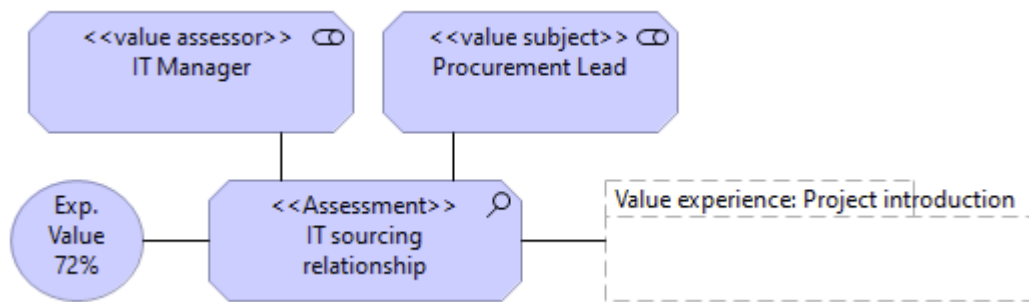 <<value assessor>>
IT Manager
<<value subject>>
Procurement Lead
Exp.
Value
72%
<<Assessment>>
IT sourcing
relationship
Value experience: Project introduction